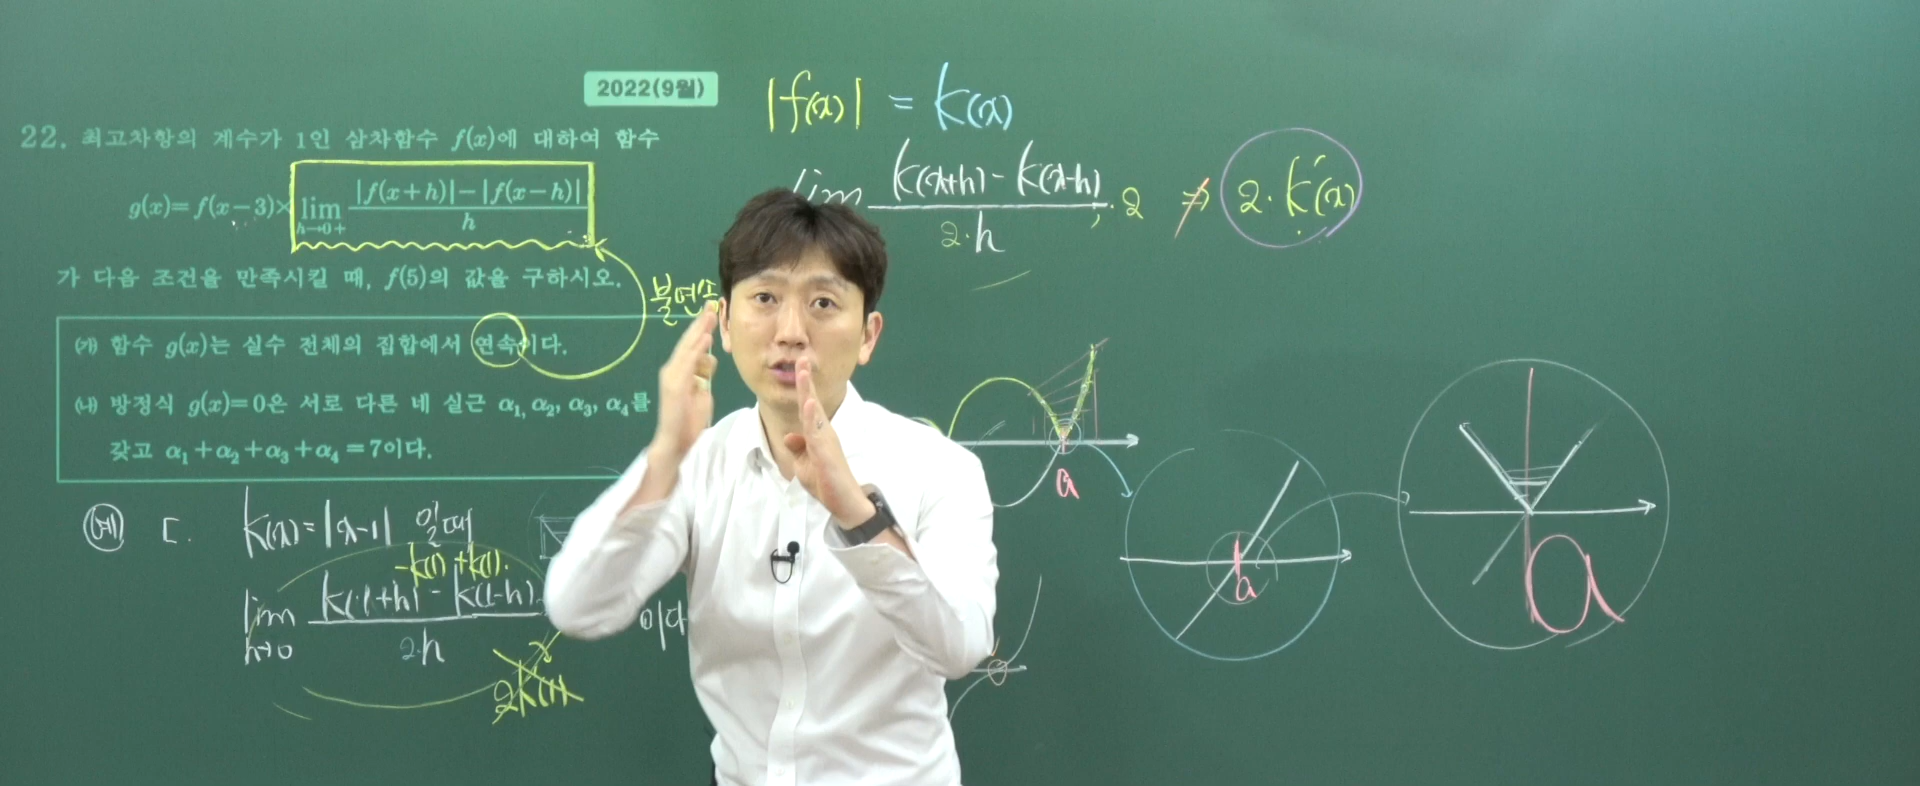 2022(9월)
22. 최고차항의 계수가 1인 삼차함수 f(x)에 대하여 함수
g(x)=f(x-3)×lim h→0+ |f(x+h)|-|f(x-h)| / h
가 다음 조건을 만족시킬 때, f(5)의 값을 구하시오.
(가) 함수 g(x)는 실수 전체의 집합에서 연속이다.
(나) 방정식 g(x)=0은 서로 다른 네 실근 α₁, α₂, α₃, α₄를
갖고 α₁+α₂+α₃+α₄=7이다.
불연속
|f(x)| = k(x)
lim k(x+h)-k(x-h) / 2·h ·2 ⇒ 2·k'(x)
예 ㄷ. k(x)=|x-1| 일 때
-k(1)+k(1)
lim h→0 k(1+h)-k(1-h) / 2·h 이다
a
a
a